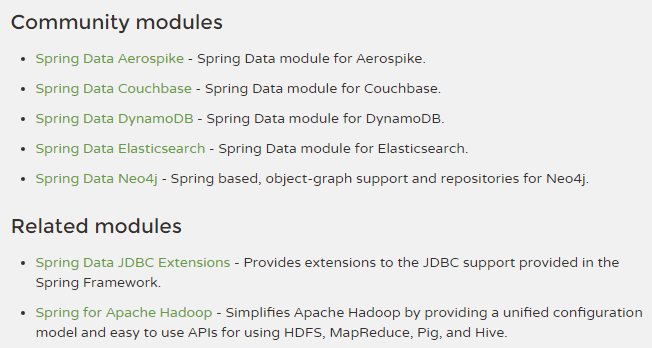 Community modules
Spring Data Aerospike - Spring Data module for Aerospike.
Spring Data Couchbase - Spring Data module for Couchbase.
Spring Data DynamoDB - Spring Data module for DynamoDB.
Spring Data Elasticsearch - Spring Data module for Elasticsearch.
Spring Data Neo4j - Spring based, object-graph support and repositories for Neo4j.
Related modules
Spring Data JDBC Extensions - Provides extensions to the JDBC support provided in the
Spring Framework.
Spring for Apache Hadoop - Simplifies Apache Hadoop by providing a unified configuration
model and easy to use APIs for using HDFS, MapReduce, Pig, and Hive.